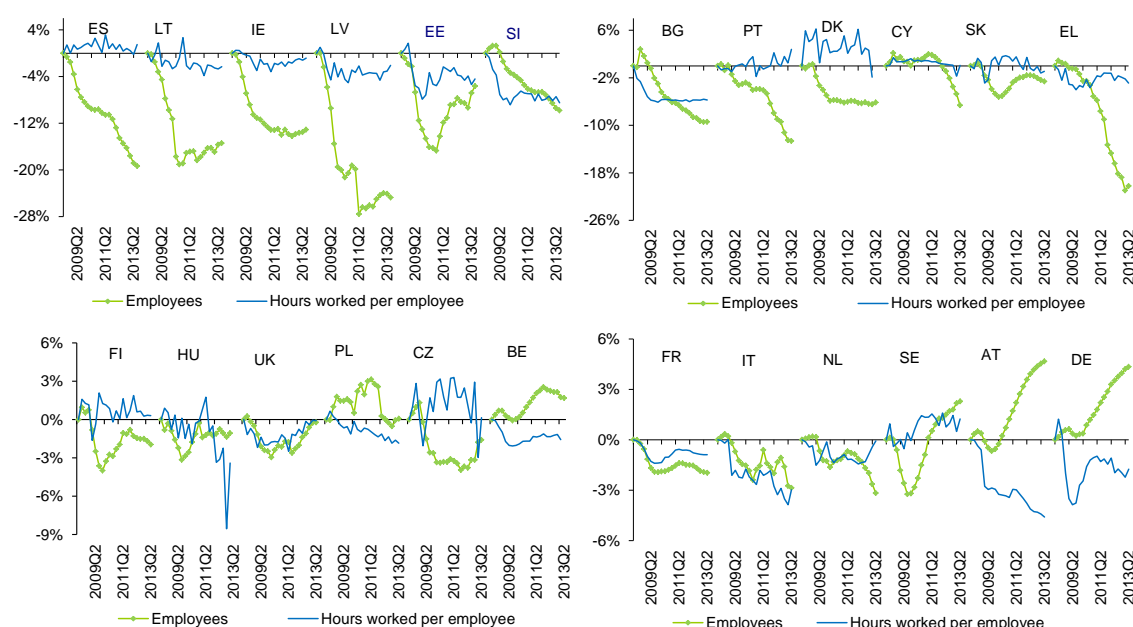 ES LT IE LV EE SI
4%
-4%
-12%
-20%
-28%
2009Q2 2011Q2 2013Q2 2009Q2 2011Q2 2013Q2 2009Q2 2011Q2 2013Q2 2009Q2 2011Q2 2013Q2 2009Q2 2011Q2 2013Q2 2009Q2 2011Q2 2013Q2
Employees Hours worked per employee
BG PT DK CY SK EL
6%
-2%
-10%
-18%
-26%
2009Q2 2011Q2 2013Q2 2009Q2 2011Q2 2013Q2 2009Q2 2011Q2 2013Q2 2009Q2 2011Q2 2013Q2 2009Q2 2011Q2 2013Q2 2009Q2 2011Q2 2013Q2
Employees Hours worked per employee
FI HU UK PL CZ BE
6%
3%
0%
-3%
-6%
-9%
2009Q2 2011Q2 2013Q2 2009Q2 2011Q2 2013Q2 2009Q2 2011Q2 2013Q2 2009Q2 2011Q2 2013Q2 2009Q2 2011Q2 2013Q2 2009Q2 2011Q2 2013Q2
Employees Hours worked per employee
FR IT NL SE AT DE
6%
3%
0%
-3%
-6%
2009Q2 2011Q2 2013Q2 2009Q2 2011Q2 2013Q2 2009Q2 2011Q2 2013Q2 2009Q2 2011Q2 2013Q2 2009Q2 2011Q2 2013Q2 2009Q2 2011Q2 2013Q2
Employees Hours worked per employee